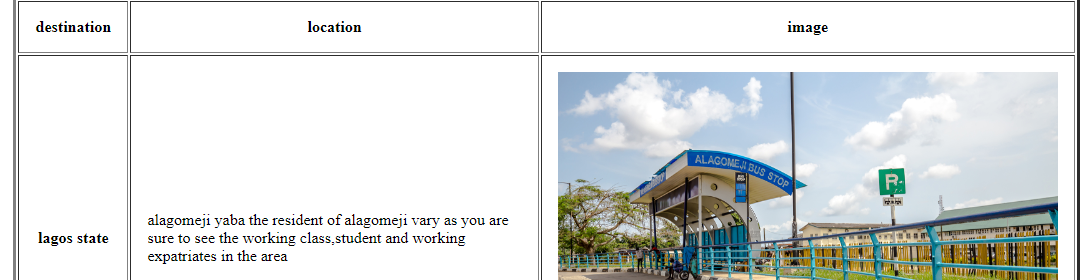 destination
location
image
lagos state
alagomeji yaba the resident of alagomeji vary as you are
sure to see the working class,student and working
expatriates in the area
ALAGOMEJI BUS STOP
R